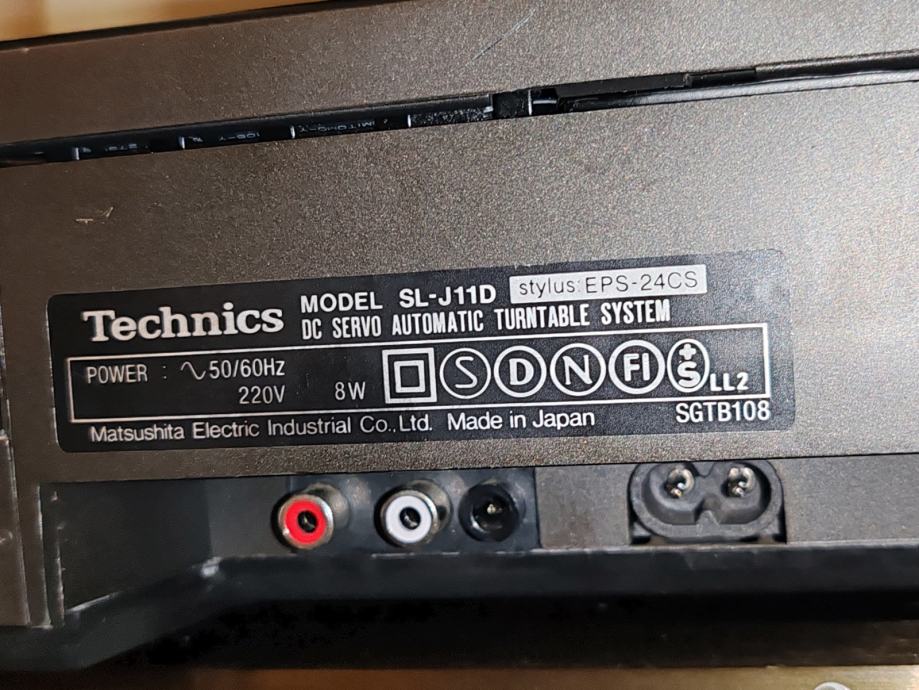 Technics
MODEL SL-J11D stylus:EPS-24CS
DC SERVO AUTOMATIC TURNTABLE SYSTEM
POWER : ∿50/60Hz
220V 8W
S D N FI +S LL2
SGTB108
Matsushita Electric Industrial Co.,Ltd. Made in Japan